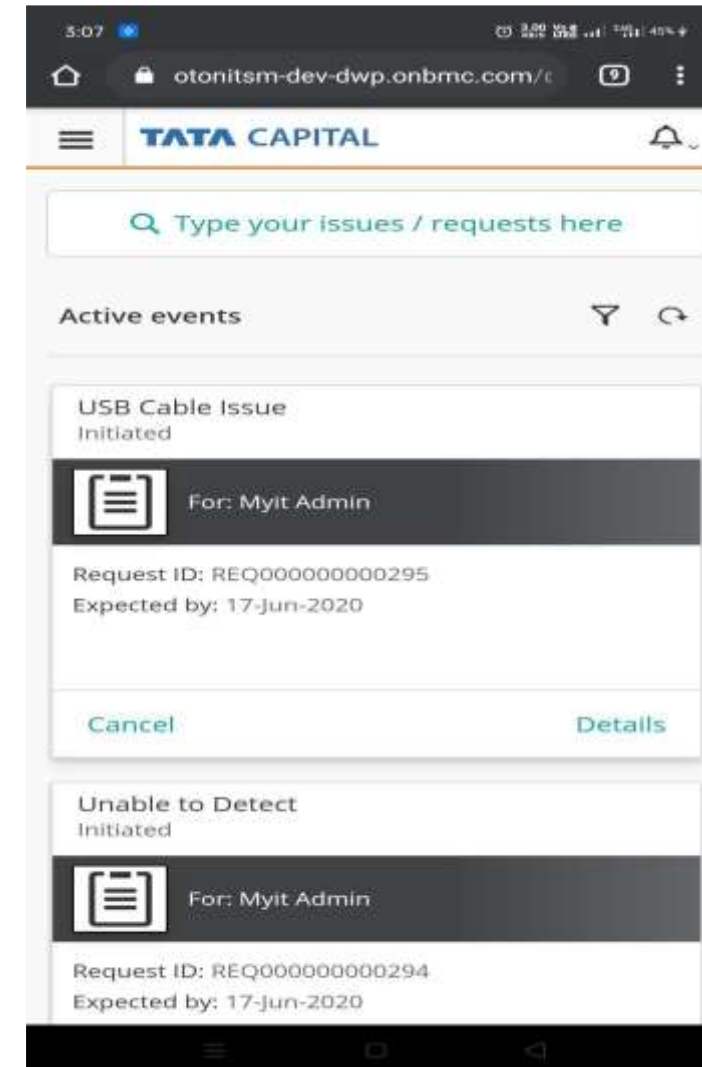 3:07
45%
otonitsm-dev-dwp.onbmc.com/
9
TATA CAPITAL
Type your issues / requests here
Active events
USB Cable Issue
Initiated
For: Myit Admin
Request ID: REQ000000000295
Expected by: 17-Jun-2020
Cancel
Details
Unable to Detect
Initiated
For: Myit Admin
Request ID: REQ000000000294
Expected by: 17-Jun-2020